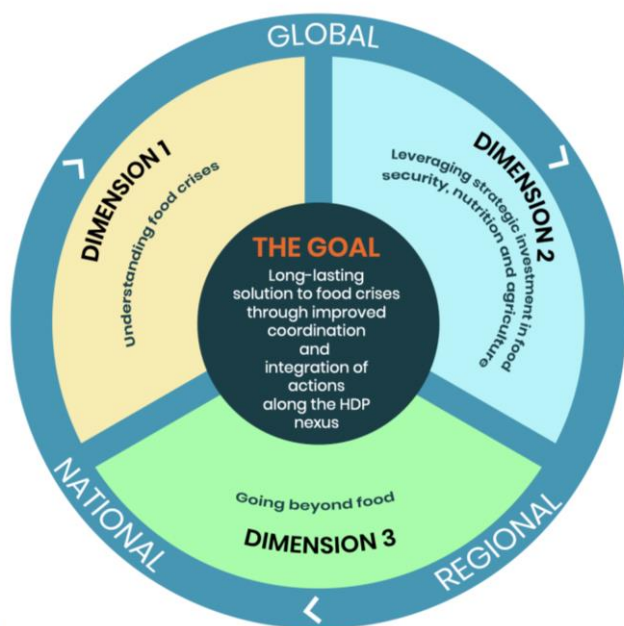 GLOBAL
DIMENSION 1
Understanding food crises
DIMENSION 2
Leveraging strategic investment in food
security, nutrition and agriculture
THE GOAL
Long-lasting
solution to food crises
through improved
coordination
and
integration of
actions
along the HDP
nexus
Going beyond food
DIMENSION 3
NATIONAL
REGIONAL